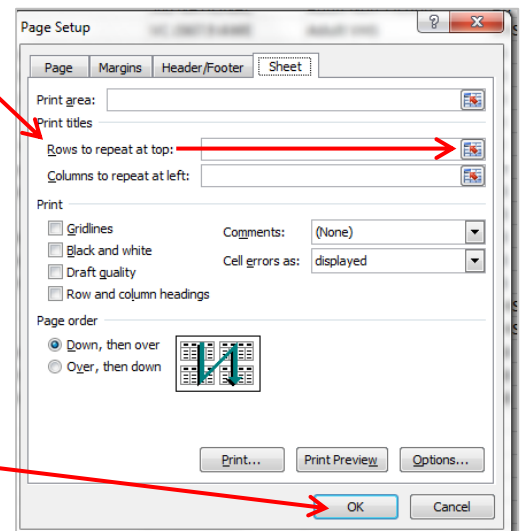 Page Setup
?
X
Page Margins Header/Footer Sheet
Print area:
Print titles
Rows to repeat at top:
Columns to repeat at left:
Print
Gridlines
Black and white
Draft quality
Row and column headings
Comments: (None)
Cell errors as: displayed
Page order
Down, then over
Over, then down
Print... Print Preview Options...
OK Cancel